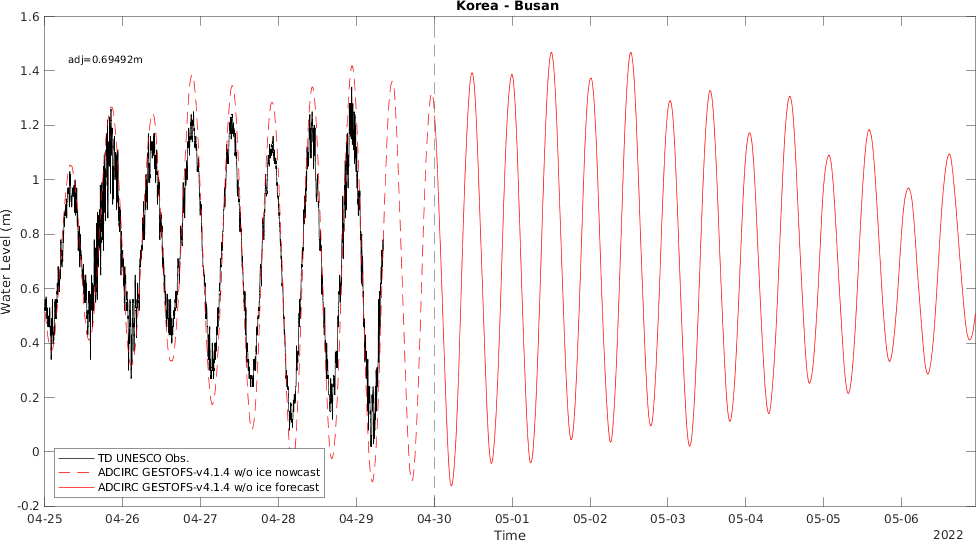 Korea - Busan
1.6
1.4
1.2
1
0.8
0.6
0.4
0.2
0
-0.2
Water Level (m)
adj=0.69492m
TD UNESCO Obs.
ADCIRC GESTOFS-v4.1.4 w/o ice nowcast
ADCIRC GESTOFS-v4.1.4 w/o ice forecast
04-25 04-26 04-27 04-28 04-29 04-30 05-01 05-02 05-03 05-04 05-05 05-06
Time
2022